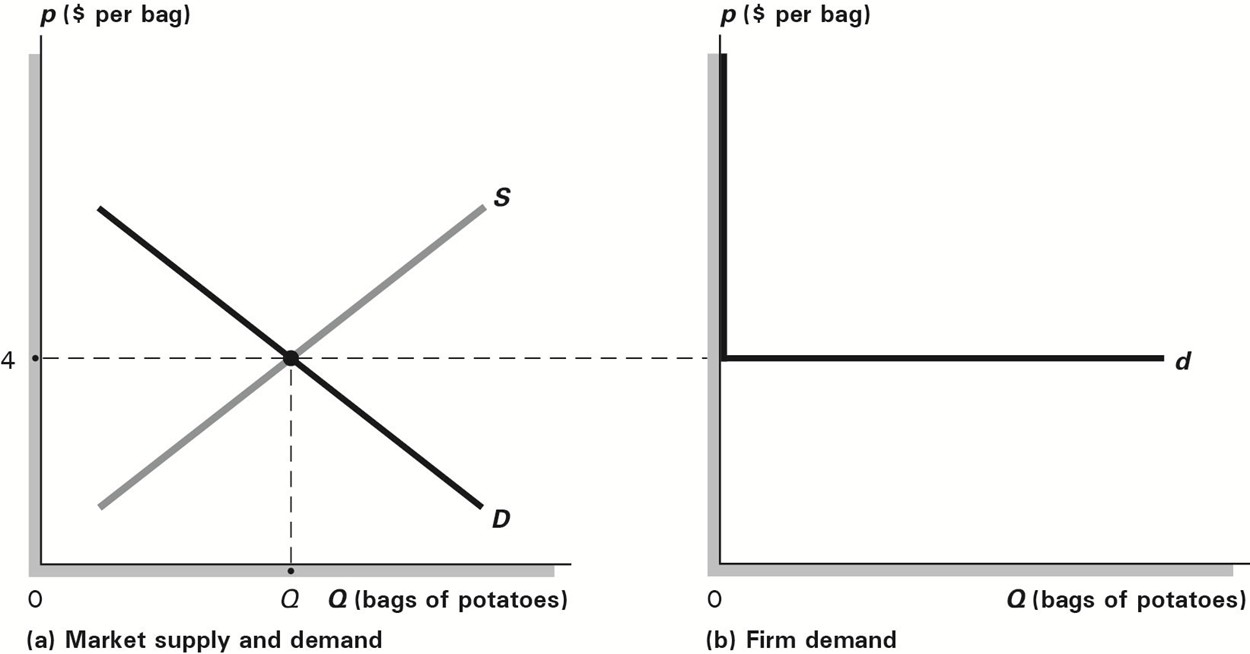 p ($ per bag)
S
4
D
0
Q
Q (bags of potatoes)
(a) Market supply and demand
p ($ per bag)
d
0
Q (bags of potatoes)
(b) Firm demand